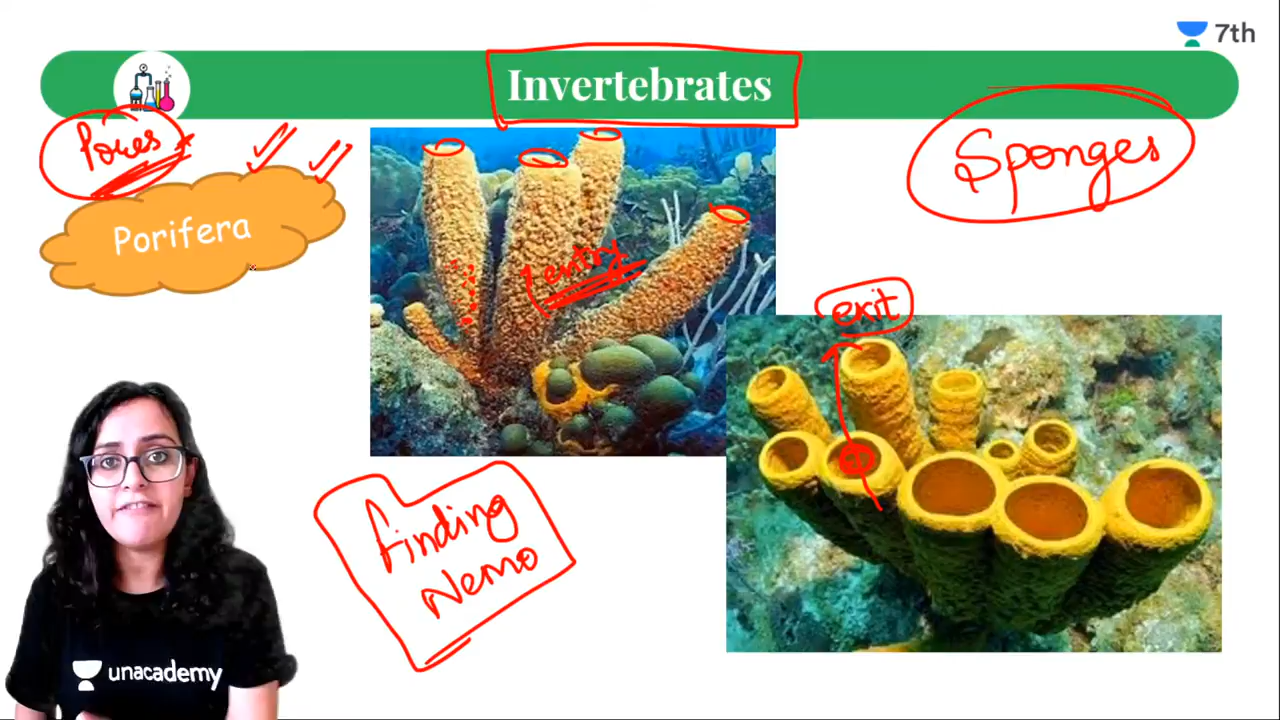 7th
Invertebrates
Pores
Sponges
Porifera
entry
exit
finding
Nemo
unacademy